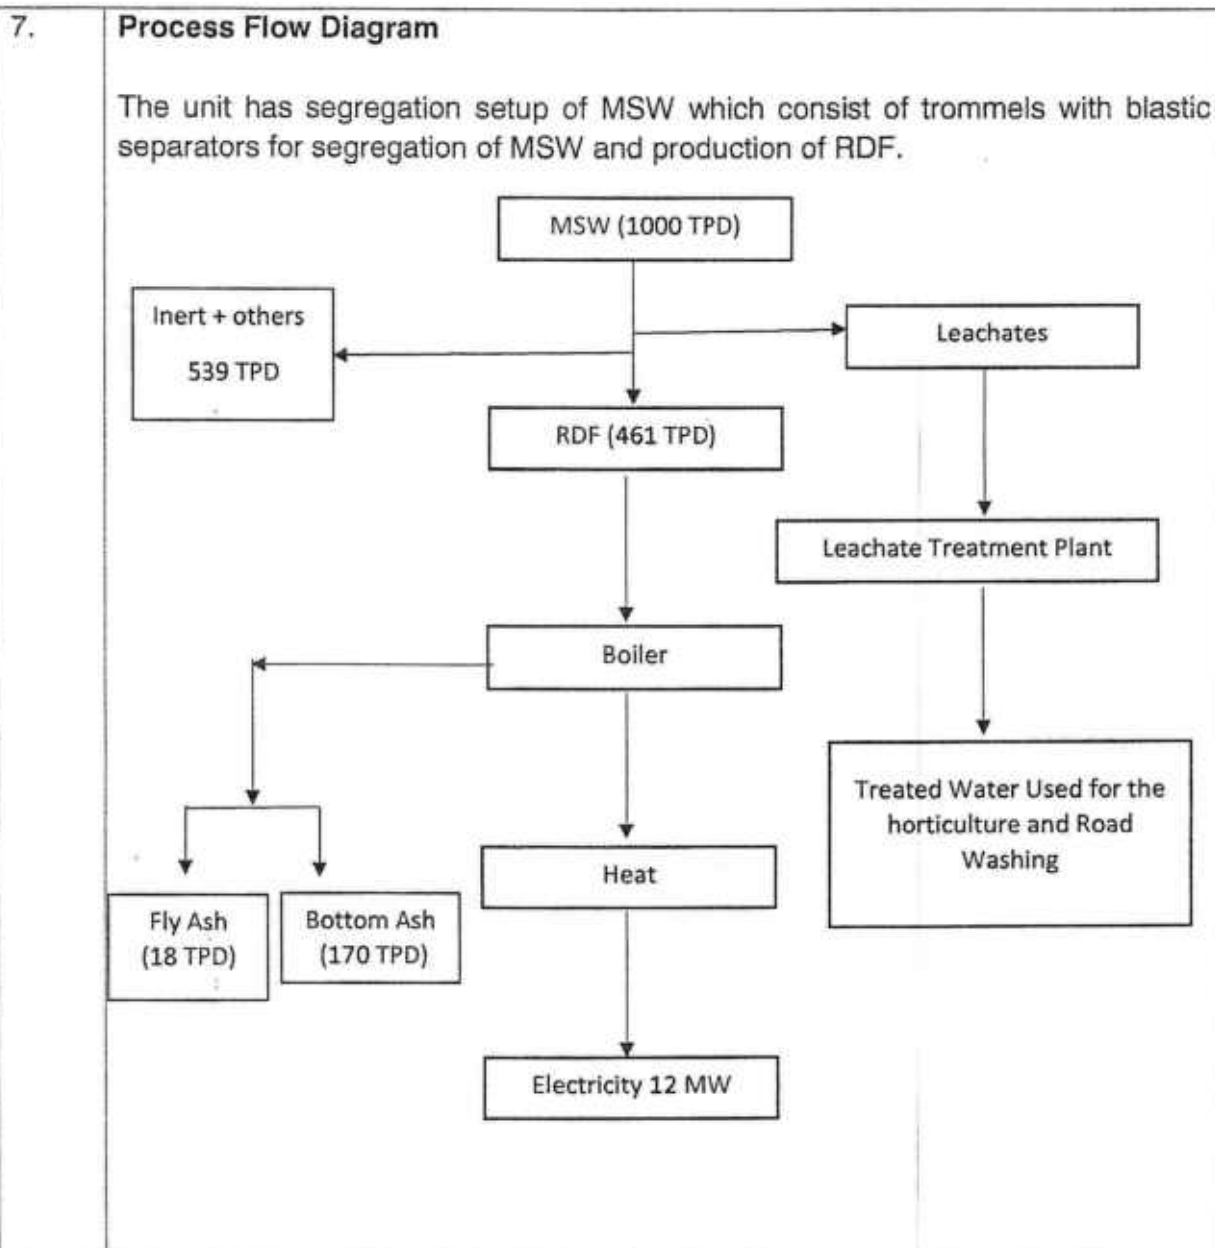 7.
Process Flow Diagram
The unit has segregation setup of MSW which consist of trommels with blastic
separators for segregation of MSW and production of RDF.
MSW (1000 TPD)
Inert + others
539 TPD
Leachates
RDF (461 TPD)
Leachate Treatment Plant
Boiler
Treated Water Used for the
horticulture and Road
Washing
Heat
Fly Ash
(18 TPD)
Bottom Ash
(170 TPD)
Electricity 12 MW